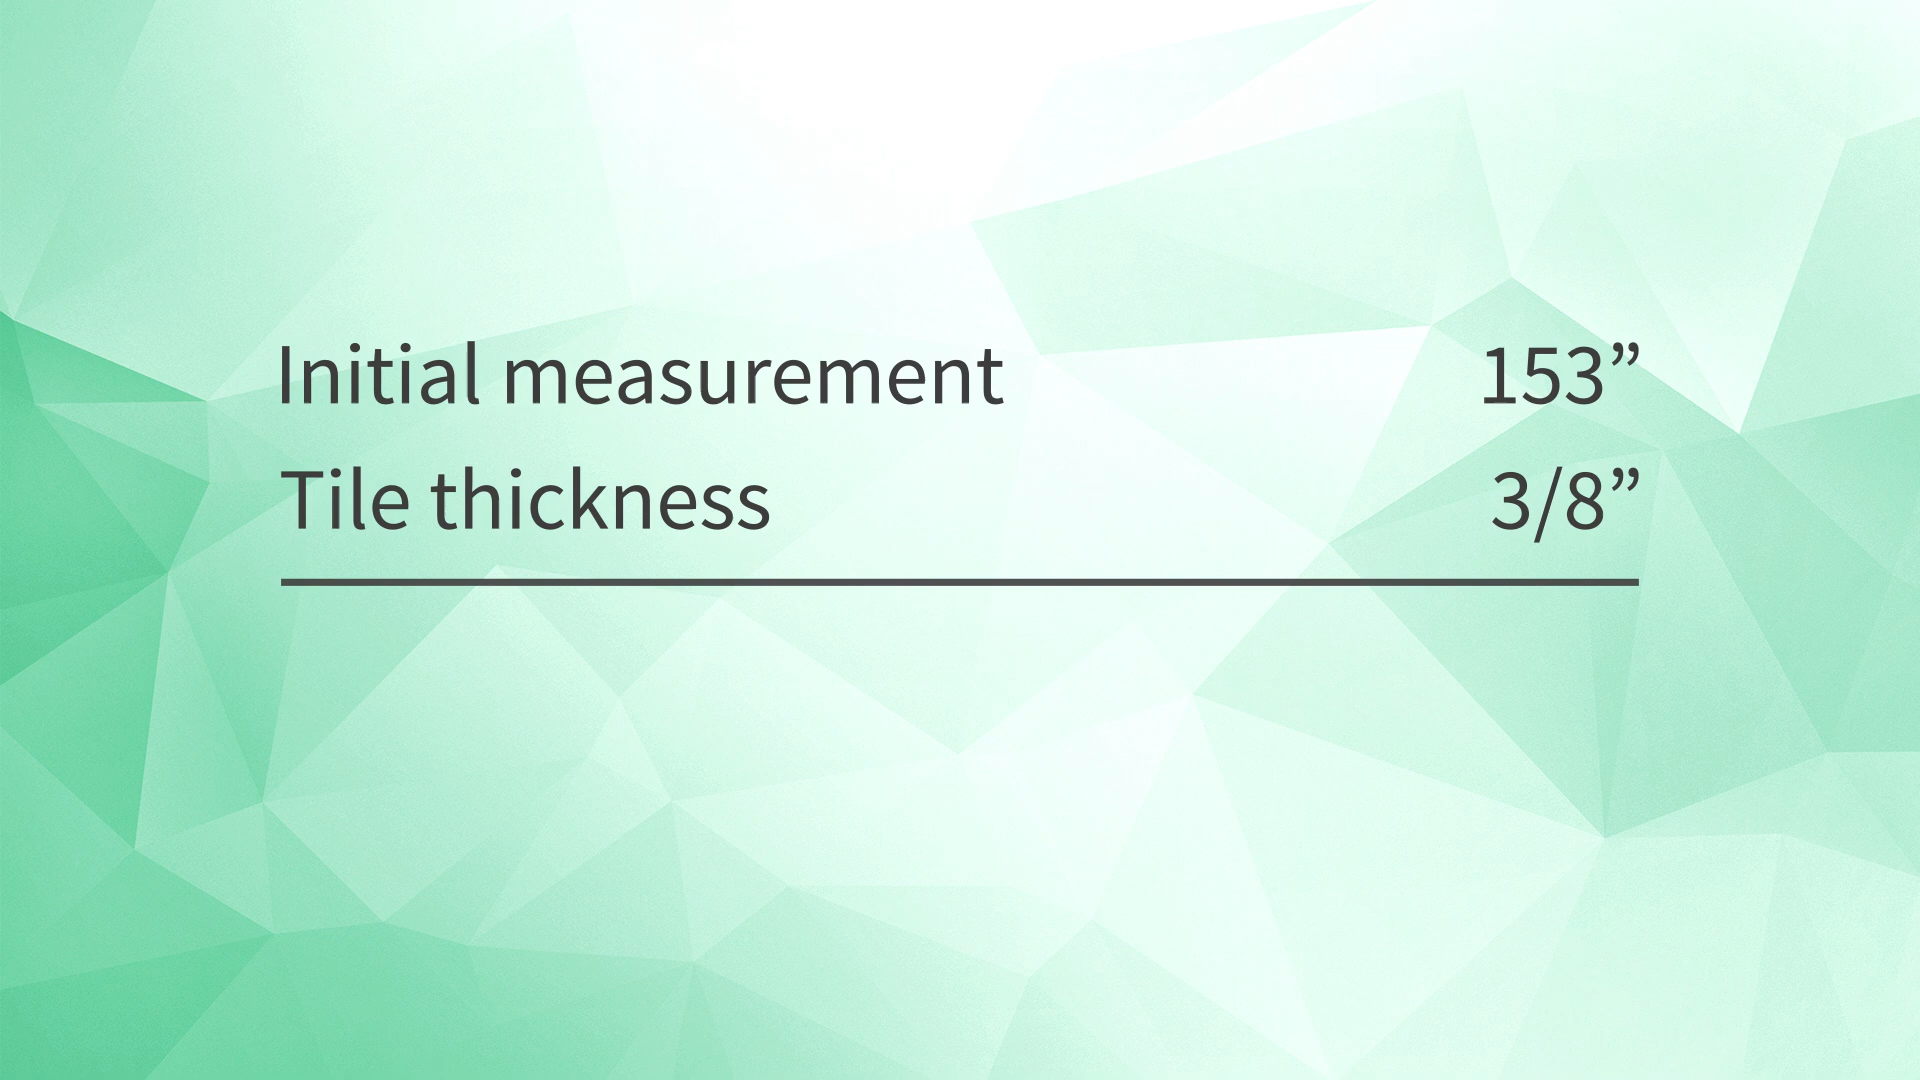 Initial measurement 153”
Tile thickness 3/8”